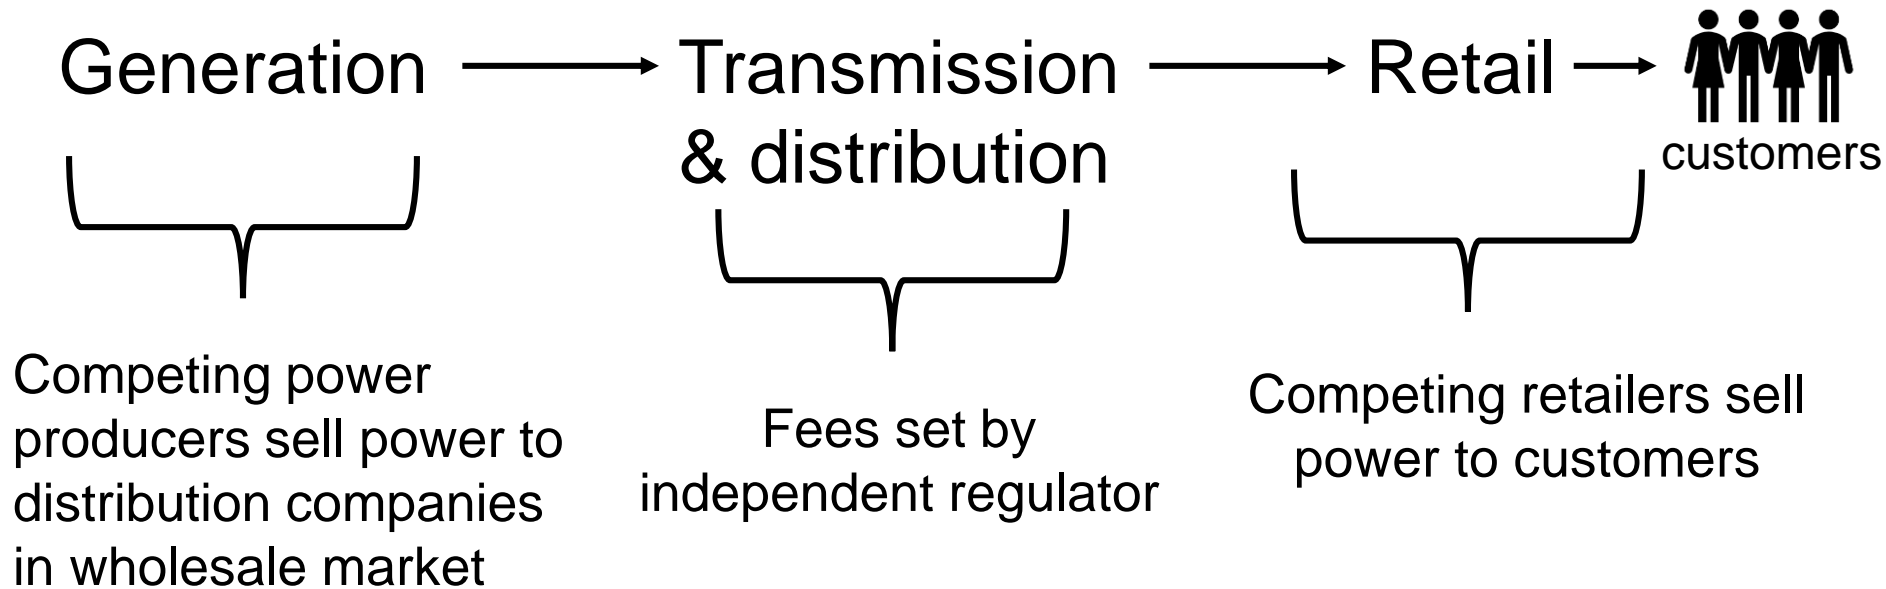 Generation
Transmission
& distribution
Retail
customers
Competing power
producers sell power to
distribution companies
in wholesale market
Fees set by
independent regulator
Competing retailers sell
power to customers